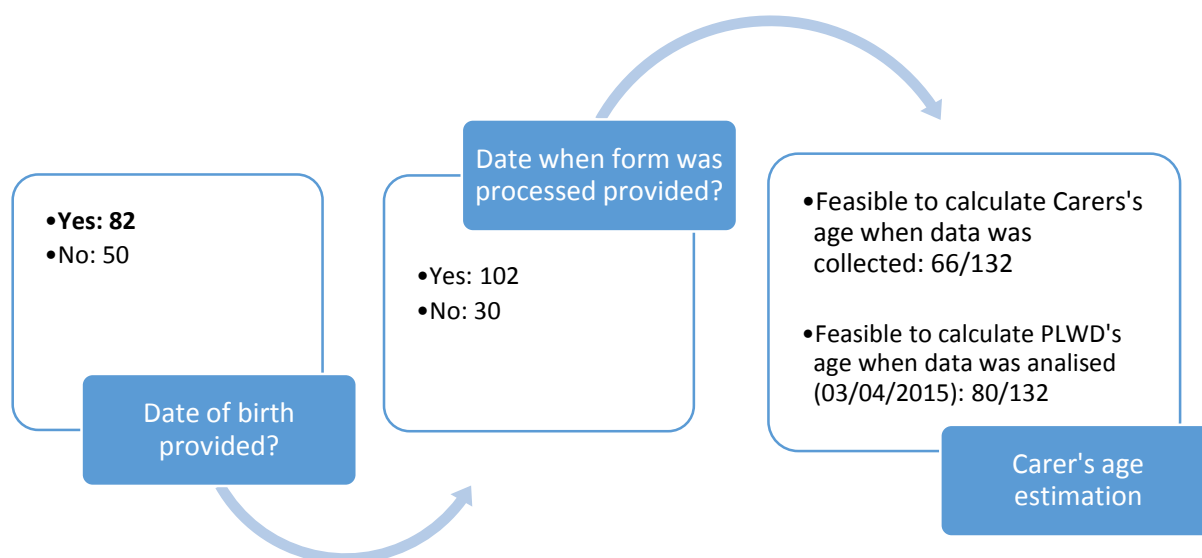 •Yes: 82
•No: 50
Date of birth
provided?
Date when form was
processed provided?
•Yes: 102
•No: 30
•Feasible to calculate Carers's
age when data was
collected: 66/132
•Feasible to calculate PLWD's
age when data was analised
(03/04/2015): 80/132
Carer's age
estimation